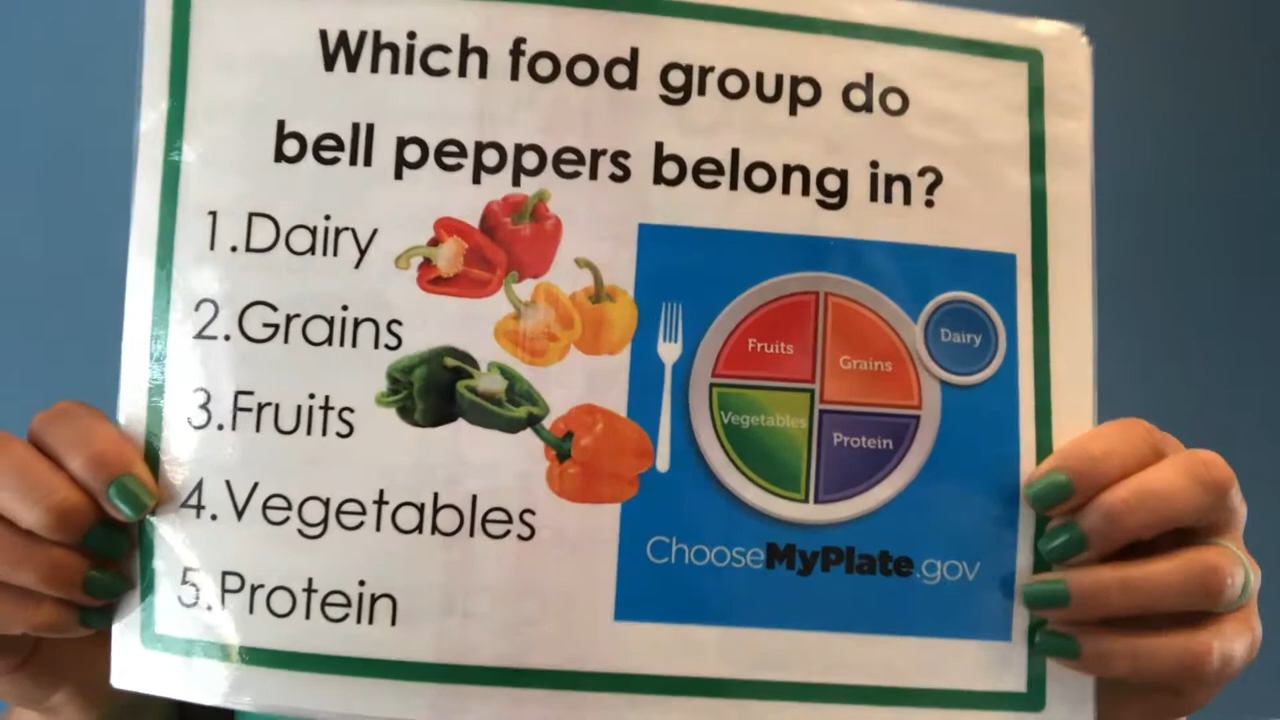 Which food group do
bell peppers belong in?
1.Dairy
2.Grains
3.Fruits
4.Vegetables
5.Protein
Fruits
Grains
Dairy
Vegetables
Protein
ChooseMyPlate.gov